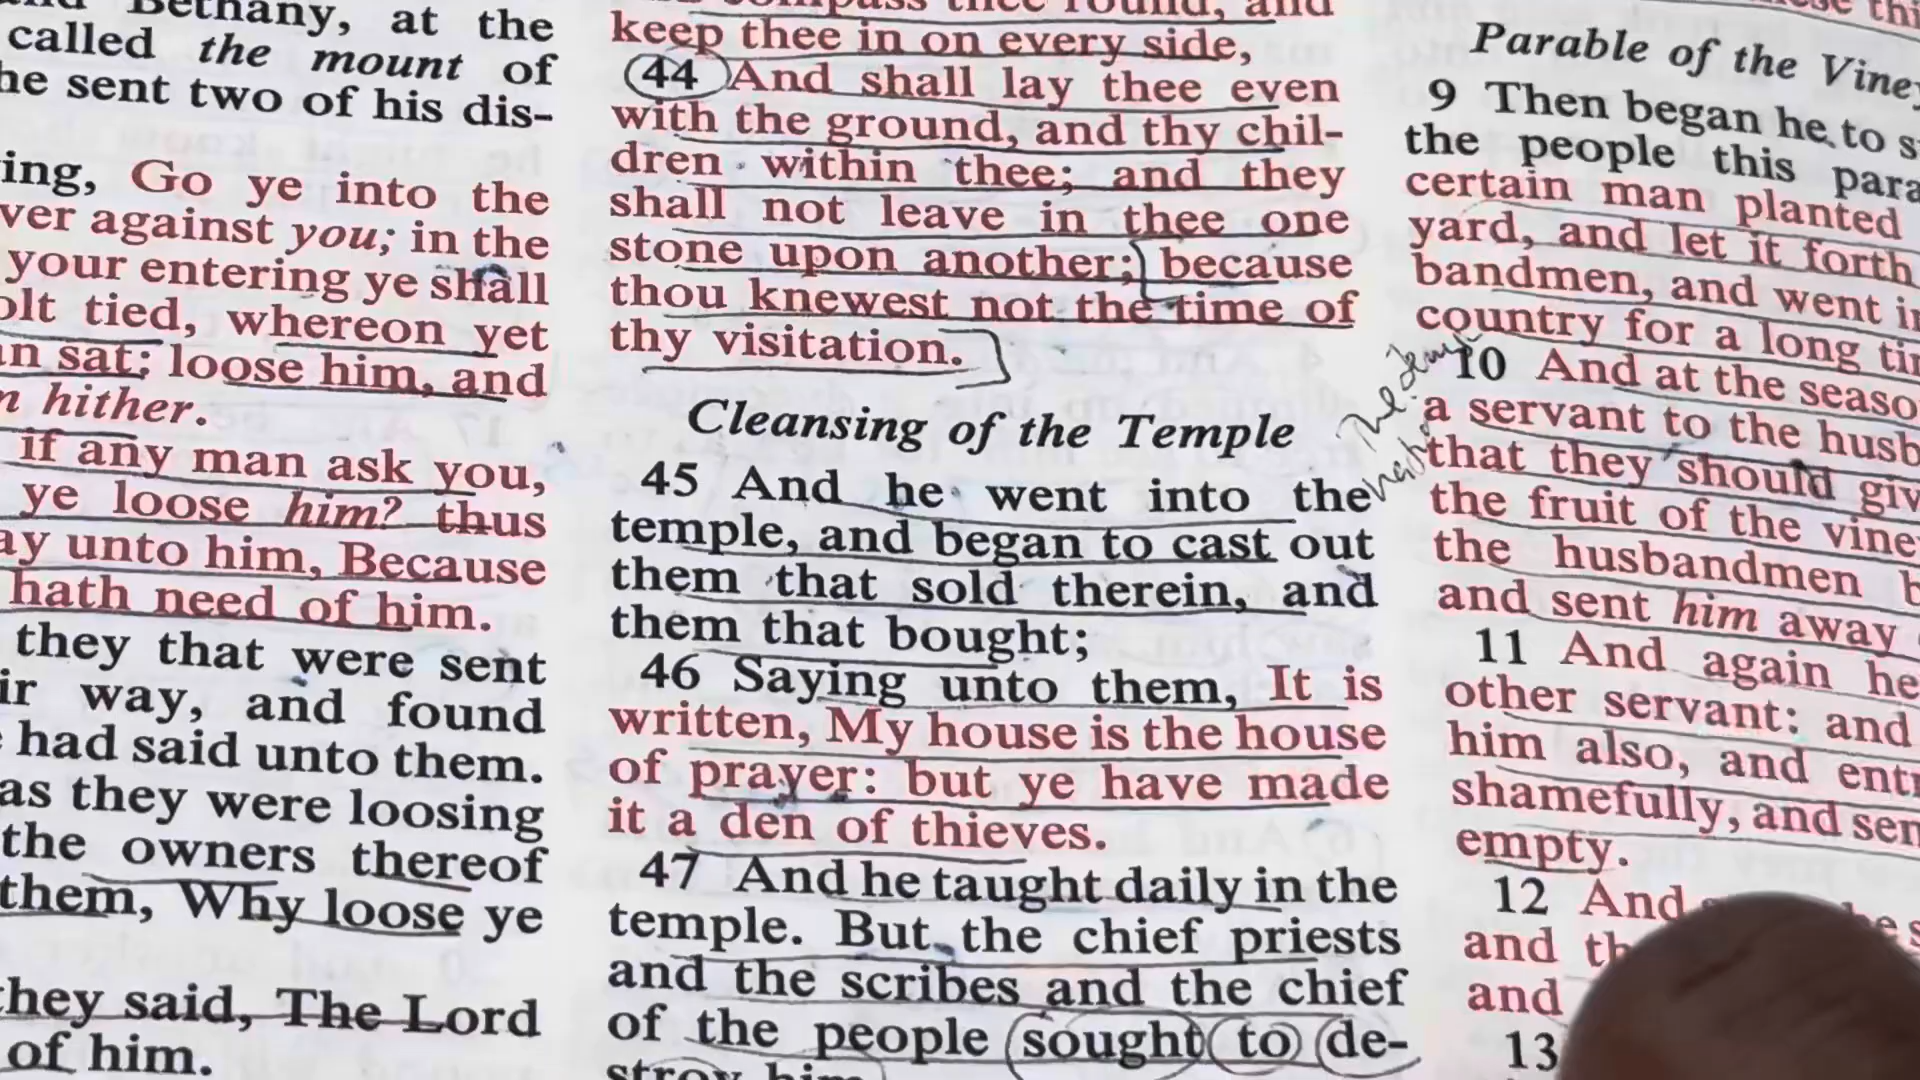 Bethany, at the
called the mount of
he sent two of his dis-
ing, Go ye into the
ver against you; in the
your entering ye shall
olt tied, whereon yet
an sat: loose him, and
hither.
if any man ask you,
ye loose him? thus
ay unto him, Because
hath need of him.
they that were sent
ir way, and found
had said unto them.
as they were loosing
the owners thereof
them, Why loose ye
they said, The Lord
of him.
compass thee round, and
keep thee in on every side,
44 And shall lay thee even
with the ground, and thy chil-
dren within thee; and they
shall not leave in thee one
stone upon another; because
thou knewest not the time of
thy visitation.
Cleansing of the Temple
45 And he went into the
temple, and began to cast out
them that sold therein, and
them that bought;
46 Saying unto them, It is
written, My house is the house
of prayer: but ye have made
it a den of thieves.
47 And he taught daily in the
temple. But the chief priests
and the scribes and the chief
of the people sought to de-
stroy him
Parable of the Viney
9 Then began he to s
the people this para
certain man planted
yard, and let it forth
bandmen, and went in
country for a long tim
The
10 And at the seaso
a servant to the husb
that they should giv
the fruit of the vine
the husbandmen b
and sent him away
11 And again he
other servant: and
him also, and entr
shamefully, and sen
empty.
12 And he s
and th
and
13